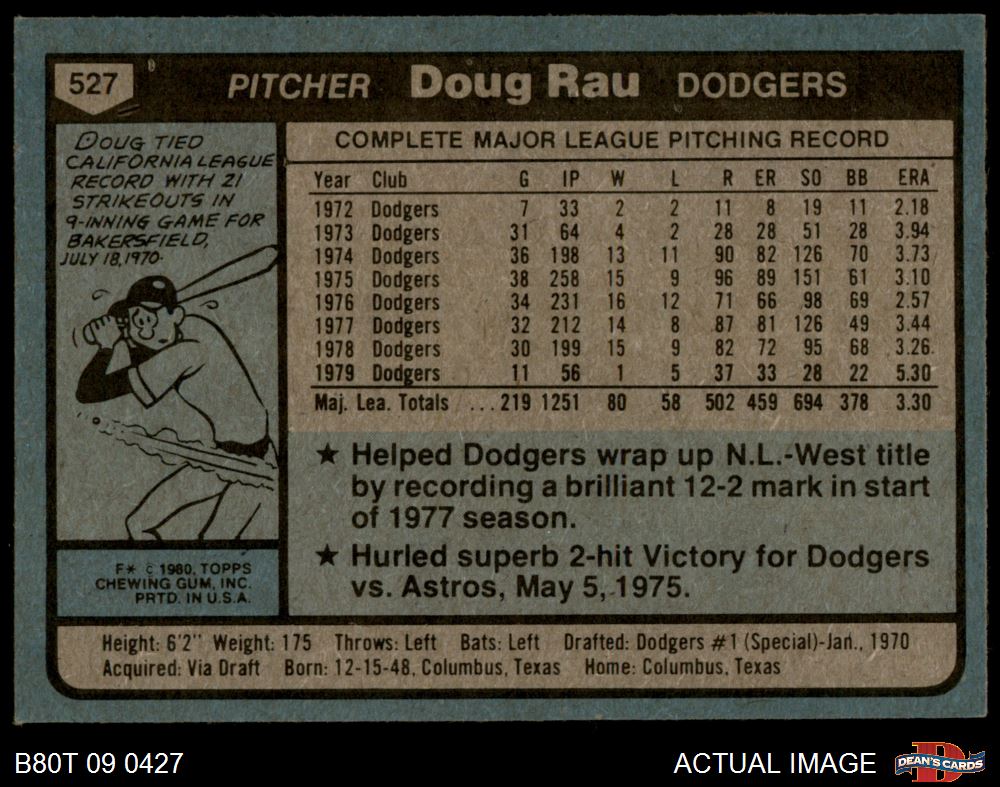 527
PITCHER Doug Rau DODGERS
DOUG TIED
CALIFORNIA LEAGUE
RECORD WITH 21
STRIKEOUTS IN
9-INNING GAME FOR
BAKERSFIELD,
JULY 18, 1970.
F* © 1980, TOPPS
CHEWING GUM, INC.
PRTD. IN U.S.A.
COMPLETE MAJOR LEAGUE PITCHING RECORD
Year Club G IP W L R ER SO BB ERA
1972 Dodgers 7 33 2 2 11 8 19 11 2.18
1973 Dodgers 31 64 4 2 28 28 51 28 3.94
1974 Dodgers 36 198 13 11 90 82 126 70 3.73
1975 Dodgers 38 258 15 9 96 89 151 61 3.10
1976 Dodgers 34 231 16 12 71 66 98 69 2.57
1977 Dodgers 32 212 14 8 87 81 126 49 3.44
1978 Dodgers 30 199 15 9 82 72 95 68 3.26
1979 Dodgers 11 56 1 5 37 33 28 22 5.30
Maj. Lea. Totals ...219 1251 80 58 502 459 694 378 3.30
★ Helped Dodgers wrap up N.L.-West title
by recording a brilliant 12-2 mark in start
of 1977 season.
★ Hurled superb 2-hit Victory for Dodgers
vs. Astros, May 5, 1975.
Height: 6'2" Weight: 175 Throws: Left Bats: Left Drafted: Dodgers #1 (Special)-Jan., 1970
Acquired: Via Draft Born: 12-15-48, Columbus, Texas Home: Columbus, Texas
B80T 09 0427 ACTUAL IMAGE DEAN'S CARDS